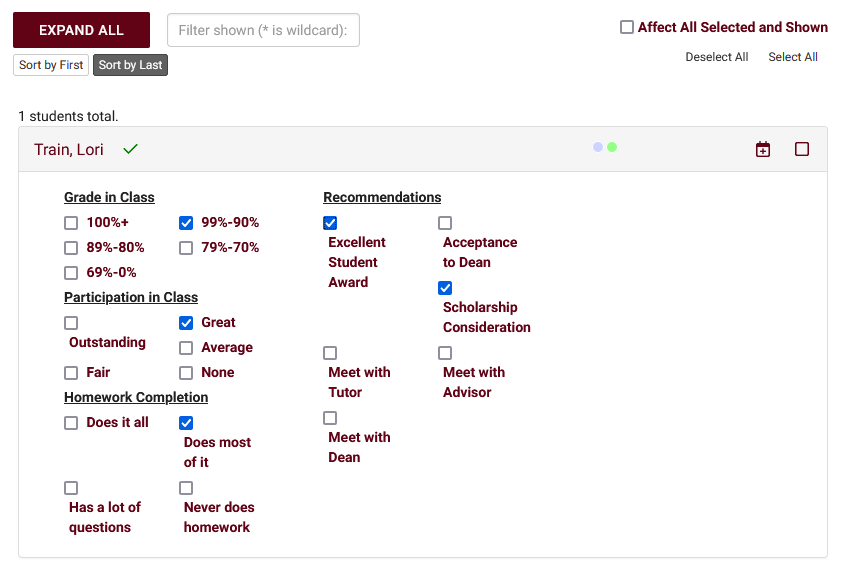 EXPAND ALL
Filter shown (* is wildcard):
Affect All Selected and Shown
Sort by First
Sort by Last
Deselect All
Select All
1 students total.
Train, Lori
Grade in Class
100%+
99%-90%
89%-80%
79%-70%
69%-0%
Participation in Class
Outstanding
Great
Average
Fair
None
Homework Completion
Does it all
Does most
of it
Has a lot of
questions
Never does
homework
Recommendations
Excellent
Student
Award
Acceptance
to Dean
Scholarship
Consideration
Meet with
Tutor
Meet with
Advisor
Meet with
Dean